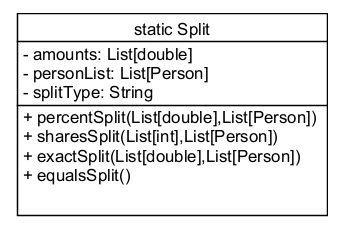 static Split
- amounts: List[double]
- personList: List[Person]
- splitType: String
+ percentSplit(List[double],List[Person])
+ sharesSplit(List[int],List[Person])
+ exactSplit(List[double],List[Person])
+ equalsSplit()